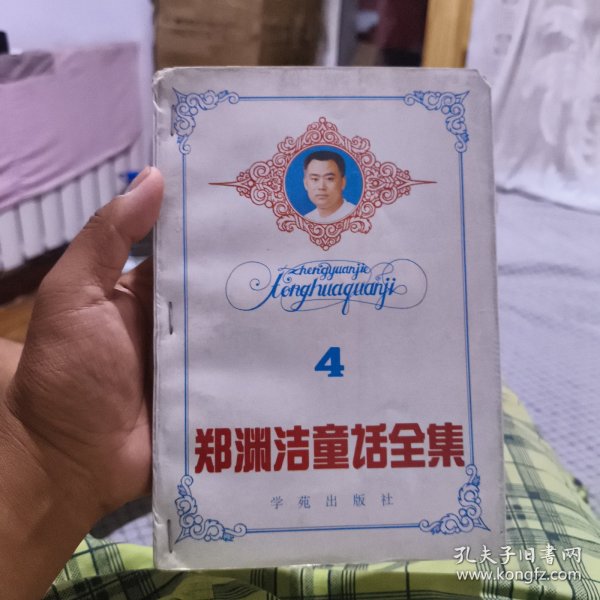 zhengyuanjie
tonghuaquanji
4
郑渊洁童话全集
学苑出版社
孔夫子旧书网
www.kongfz.com